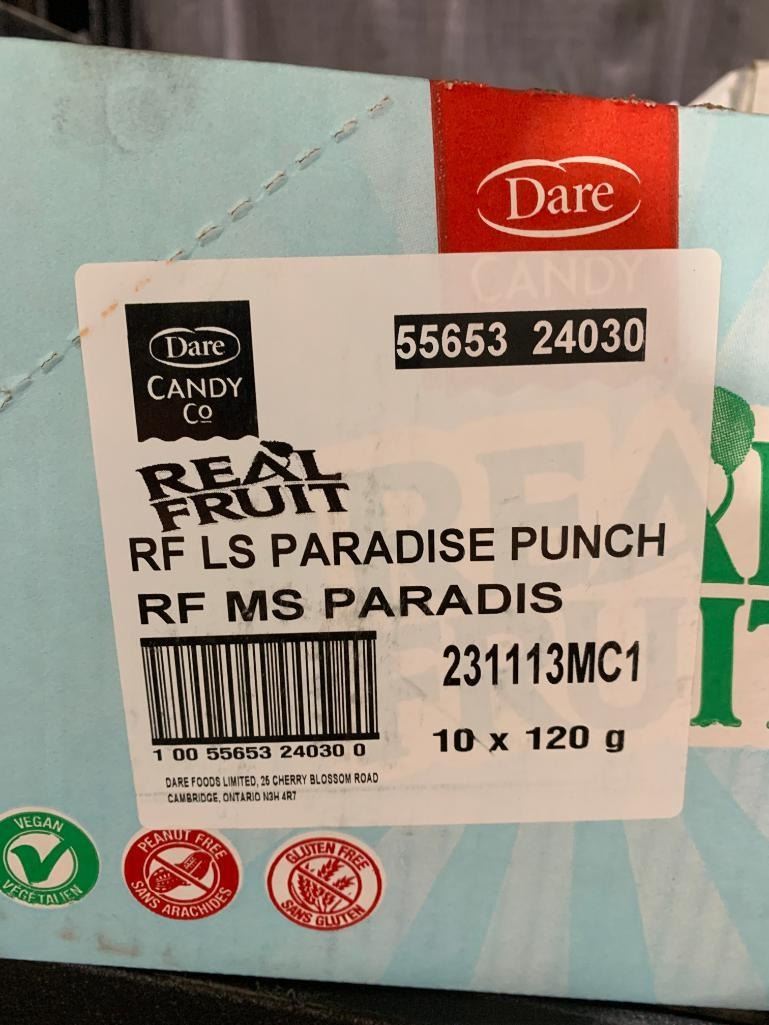 Dare
CANDY
Dare
CANDY
Co
55653 24030
REAL
FRUIT
RF LS PARADISE PUNCH
RF MS PARADIS
231113MC1
1 00 55653 24030 0
10 x 120 g
DARE FOODS LIMITED, 25 CHERRY BLOSSOM ROAD
CAMBRIDGE, ONTARIO N3H 4R7
REAL
FRUIT
VEGAN
VÉGÉTALIEN
PEANUT FREE
SANS ARACHIDES
GLUTEN FREE
SANS GLUTEN